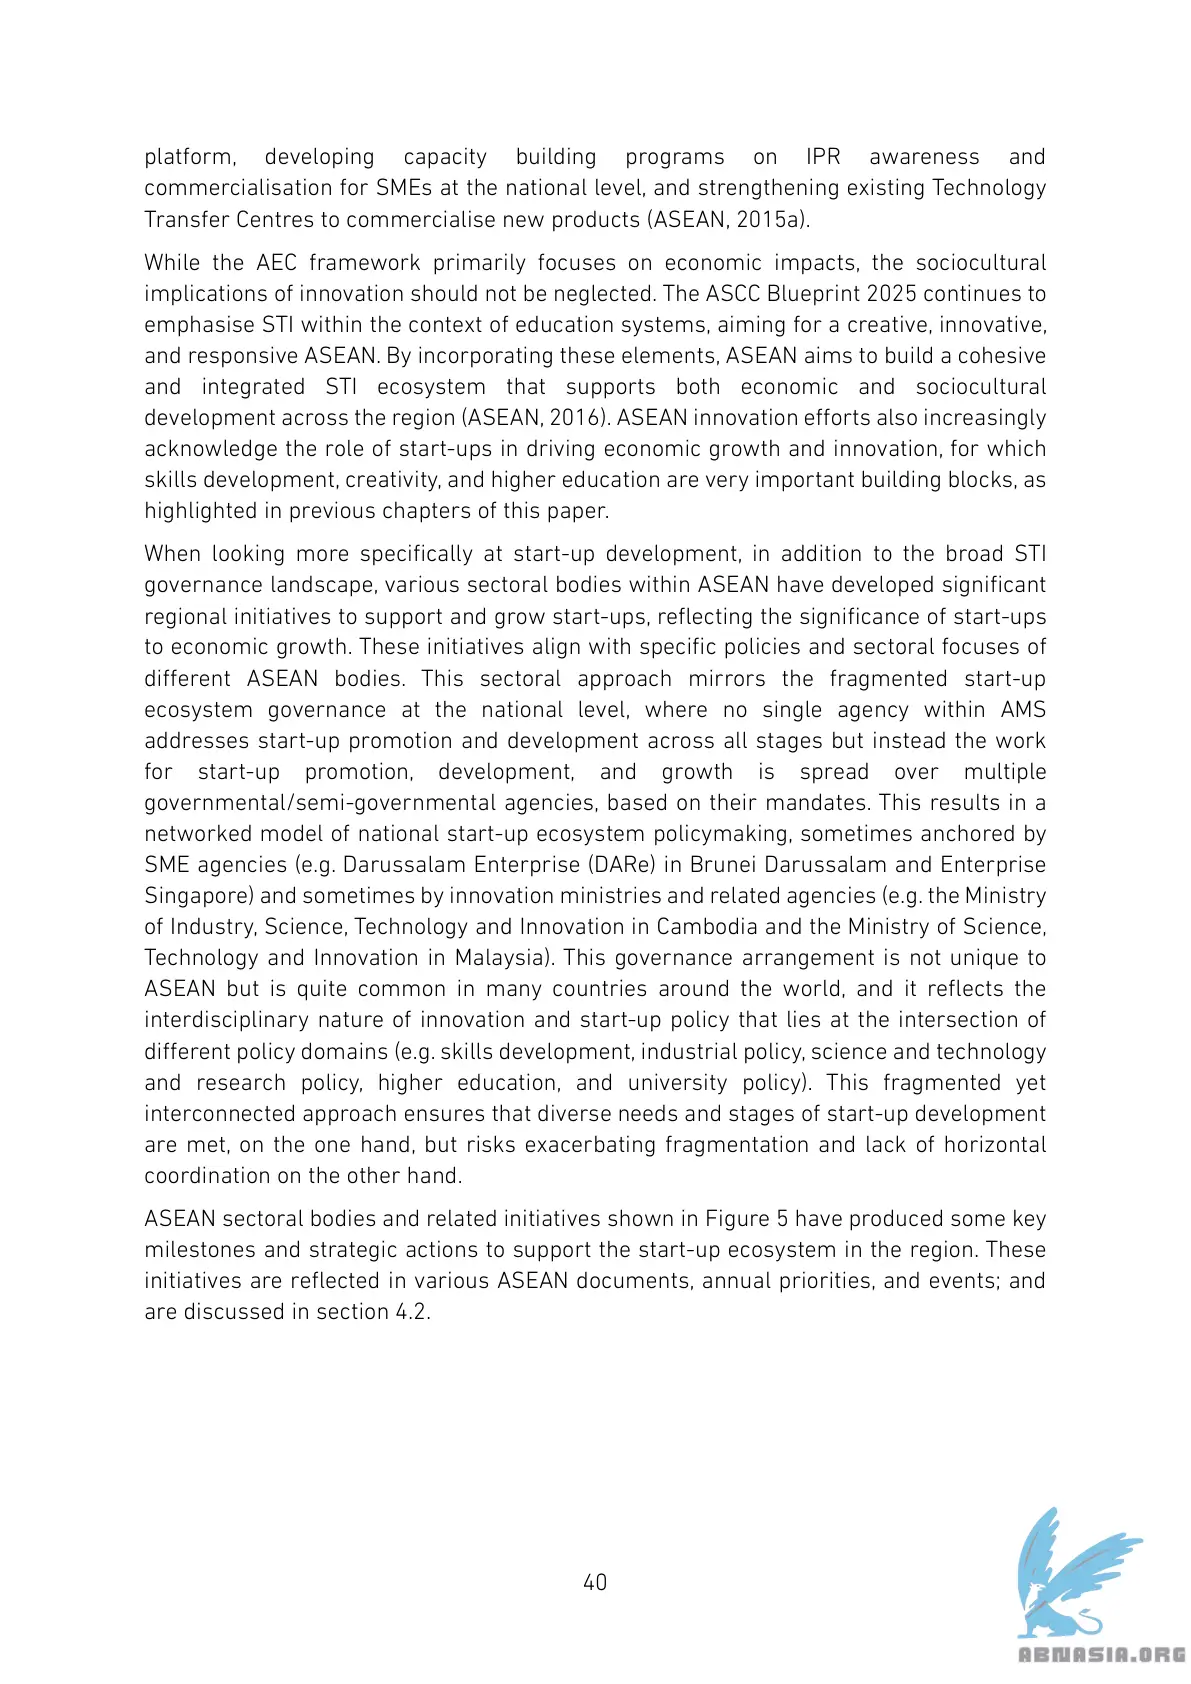 platform, developing capacity building programs on IPR awareness and
commercialisation for SMEs at the national level, and strengthening existing Technology
Transfer Centres to commercialise new products (ASEAN, 2015a).
While the AEC framework primarily focuses on economic impacts, the sociocultural
implications of innovation should not be neglected. The ASCC Blueprint 2025 continues to
emphasise STI within the context of education systems, aiming for a creative, innovative,
and responsive ASEAN. By incorporating these elements, ASEAN aims to build a cohesive
and integrated STI ecosystem that supports both economic and sociocultural
development across the region (ASEAN, 2016). ASEAN innovation efforts also increasingly
acknowledge the role of start-ups in driving economic growth and innovation, for which
skills development, creativity, and higher education are very important building blocks, as
highlighted in previous chapters of this paper.
When looking more specifically at start-up development, in addition to the broad STI
governance landscape, various sectoral bodies within ASEAN have developed significant
regional initiatives to support and grow start-ups, reflecting the significance of start-ups
to economic growth. These initiatives align with specific policies and sectoral focuses of
different ASEAN bodies. This sectoral approach mirrors the fragmented start-up
ecosystem governance at the national level, where no single agency within AMS
addresses start-up promotion and development across all stages but instead the work
for start-up promotion, development, and growth is spread over multiple
governmental/semi-governmental agencies, based on their mandates. This results in a
networked model of national start-up ecosystem policymaking, sometimes anchored by
SME agencies (e.g. Darussalam Enterprise (DARe) in Brunei Darussalam and Enterprise
Singapore) and sometimes by innovation ministries and related agencies (e.g. the Ministry
of Industry, Science, Technology and Innovation in Cambodia and the Ministry of Science,
Technology and Innovation in Malaysia). This governance arrangement is not unique to
ASEAN but is quite common in many countries around the world, and it reflects the
interdisciplinary nature of innovation and start-up policy that lies at the intersection of
different policy domains (e.g. skills development, industrial policy, science and technology
and research policy, higher education, and university policy). This fragmented yet
interconnected approach ensures that diverse needs and stages of start-up development
are met, on the one hand, but risks exacerbating fragmentation and lack of horizontal
coordination on the other hand.
ASEAN sectoral bodies and related initiatives shown in Figure 5 have produced some key
milestones and strategic actions to support the start-up ecosystem in the region. These
initiatives are reflected in various ASEAN documents, annual priorities, and events; and
are discussed in section 4.2.
40
ABNASIA.ORG